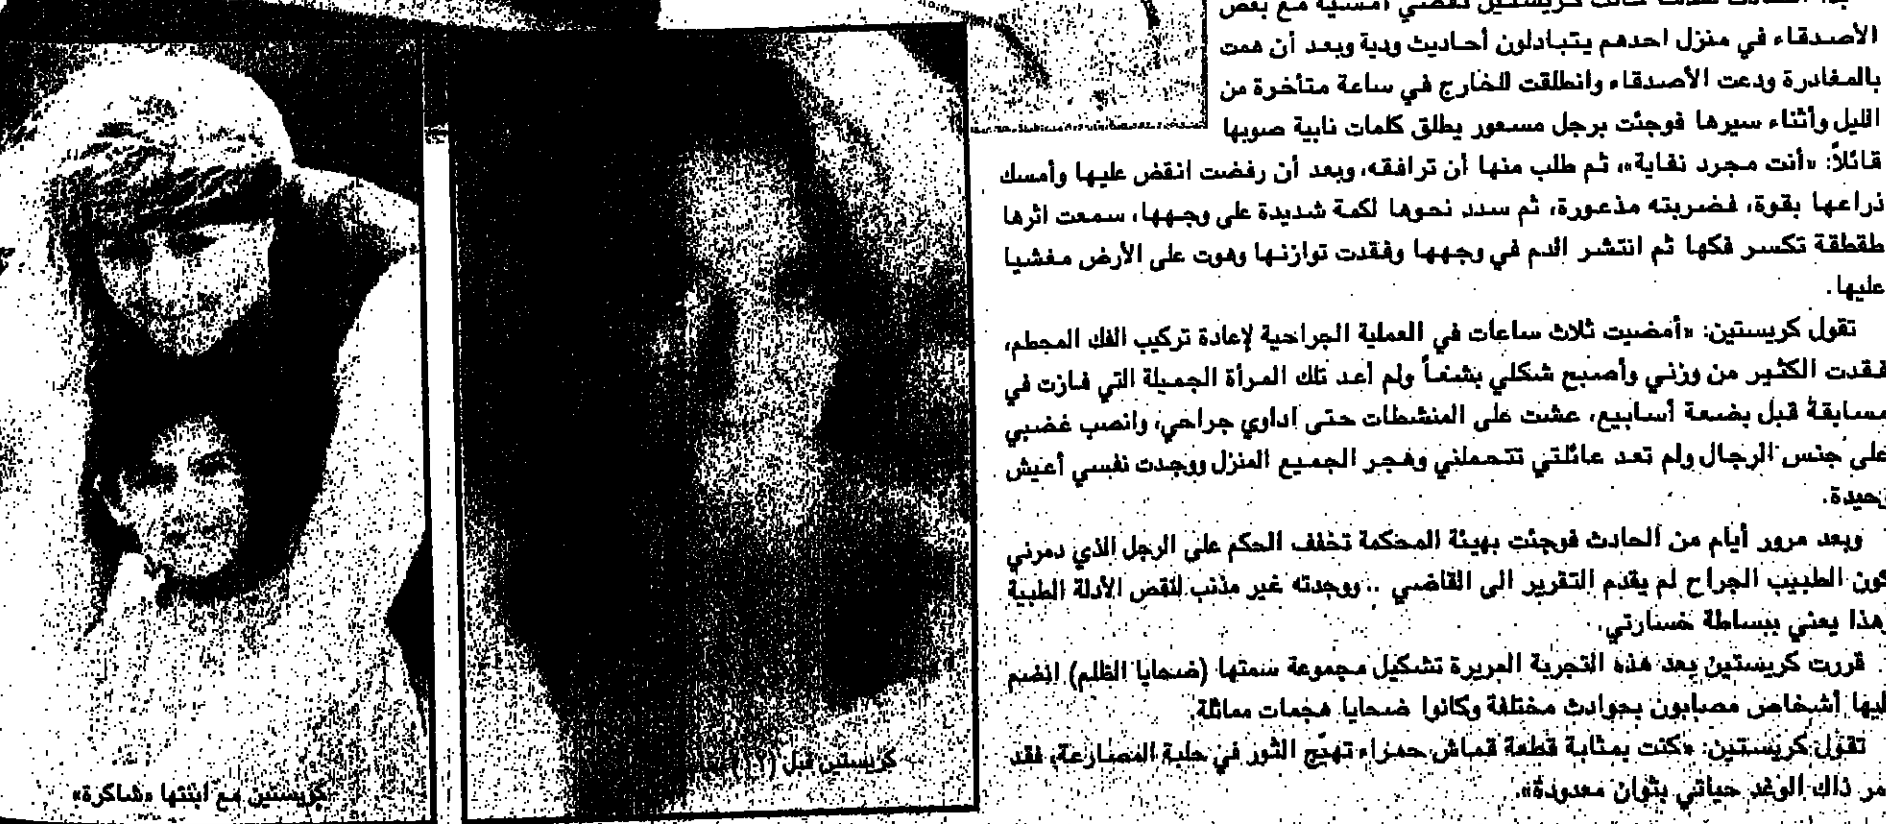 كريستين تقضي أمسية مع بعض
الأصدقاء في منزل احدهم يتبادلون أحاديث ودية وبعد أن همت
بالمغادرة ودعت الأصدقاء وانطلقت للخارج في ساعة متأخرة من
الليل وأثناء سيرها فوجئت برجل مسعور يطلق كلمات نابية صوبها
قائلاً: «أنت مجرد نفاية»، ثم طلب منها أن ترافقه، وبعد أن رفضت انقض عليها وأمسك
ذراعها بقوة، فضربته مذعورة، ثم سدد نحوها لكمة شديدة على وجهها، سمعت اثرها
طقطقة تكسر فكها ثم انتشر الدم في وجهها وفقدت توازنها وهوت على الأرض مغشيا
عليها.
تقول كريستين: «أمضيت ثلاث ساعات في العملية الجراحية لإعادة تركيب الفك المحطم،
فقدت الكثير من وزني وأصبح شكلي بشعاً ولم أعد تلك المرأة الجميلة التي فازت في
مسابقة قبل بضعة أسابيع، عشت على المنشطات حتى اداوي جراحي، وانصب غضبي
على جنس الرجال ولم تعد عائلتي تتحملني وهجر الجميع المنزل ووجدت نفسي أعيش
وحيدة.
وبعد مرور أيام من الحادث فوجئت بهيئة المحكمة تخفف الحكم على الرجل الذي دمرني
كون الطبيب الجراح لم يقدم التقرير الى القاضي .. ووجدته غير مذنب لنقص الأدلة الطبية
وهذا يعني ببساطة خسارتي.
قررت كريستين بعد هذه التجربة المريرة تشكيل مجموعة سمتها (ضحايا الظلم) انضم
إليها أشخاص مصابون بحوادث مختلفة وكانوا ضحايا هجمات مماثلة.
تقول كريستين: «كنت بمثابة قطعة قماش حمراء تهيّج الثور في حلبة المصارعة، فقد
دمر ذاك الوغد حياتي بثوان معدودة».
كريستين قبل
كريستين مع ابنتها «شاكرة»